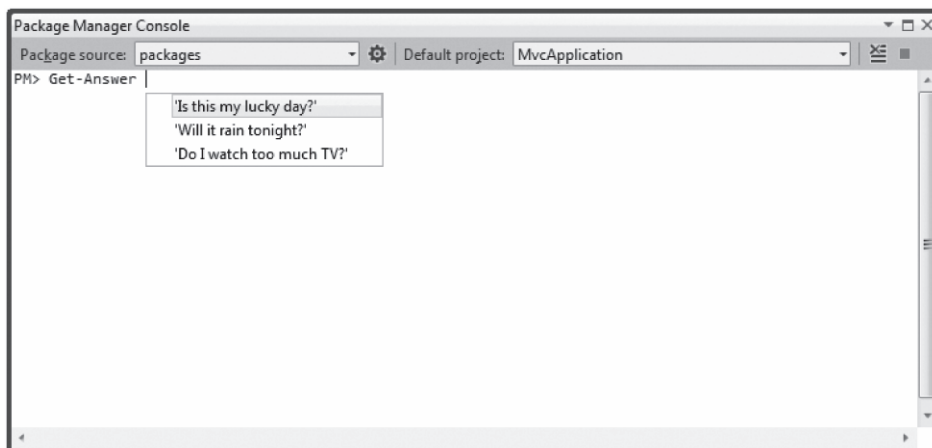 Package Manager Console
Package source: packages Default project: MvcApplication
PM> Get-Answer
'Is this my lucky day?'
'Will it rain tonight?'
'Do I watch too much TV?'